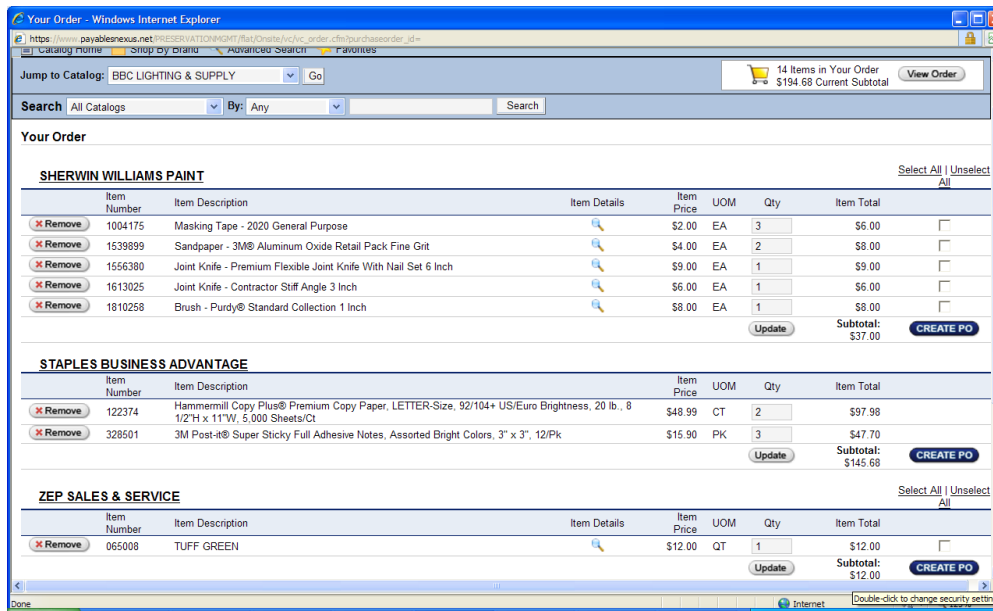 Your Order - Windows Internet Explorer
https://www.payablesnexus.net/PRESERVATIONMGMT/flat/Onsite/vc/vc_order.cfm?purchaseorder_id=
Catalog Home Shop By Brand Advanced Search Favorites
Jump to Catalog: BBC LIGHTING & SUPPLY Go
14 Items in Your Order
$194.68 Current Subtotal
View Order
Search All Catalogs By: Any Search
Your Order
SHERWIN WILLIAMS PAINT
Select All | Unselect All
Item Number Item Description Item Details Item Price UOM Qty Item Total
Remove 1004175 Masking Tape - 2020 General Purpose $2.00 EA 3 $6.00
Remove 1539899 Sandpaper - 3M® Aluminum Oxide Retail Pack Fine Grit $4.00 EA 2 $8.00
Remove 1556380 Joint Knife - Premium Flexible Joint Knife With Nail Set 6 Inch $9.00 EA 1 $9.00
Remove 1613025 Joint Knife - Contractor Stiff Angle 3 Inch $6.00 EA 1 $6.00
Remove 1810258 Brush - Purdy® Standard Collection 1 Inch $8.00 EA 1 $8.00
Update Subtotal: $37.00 CREATE PO
STAPLES BUSINESS ADVANTAGE
Item Number Item Description Item Price UOM Qty Item Total
Remove 122374 Hammermill Copy Plus® Premium Copy Paper, LETTER-Size, 92/104+ US/Euro Brightness, 20 lb., 8 1/2"H x 11"W, 5,000 Sheets/Ct $48.99 CT 2 $97.98
Remove 328501 3M Post-it® Super Sticky Full Adhesive Notes, Assorted Bright Colors, 3" x 3", 12/Pk $15.90 PK 3 $47.70
Update Subtotal: $145.68 CREATE PO
ZEP SALES & SERVICE
Select All | Unselect All
Item Number Item Description Item Details Item Price UOM Qty Item Total
Remove 065008 TUFF GREEN $12.00 QT 1 $12.00
Update Subtotal: $12.00 CREATE PO
Done Internet
Double-click to change security settin